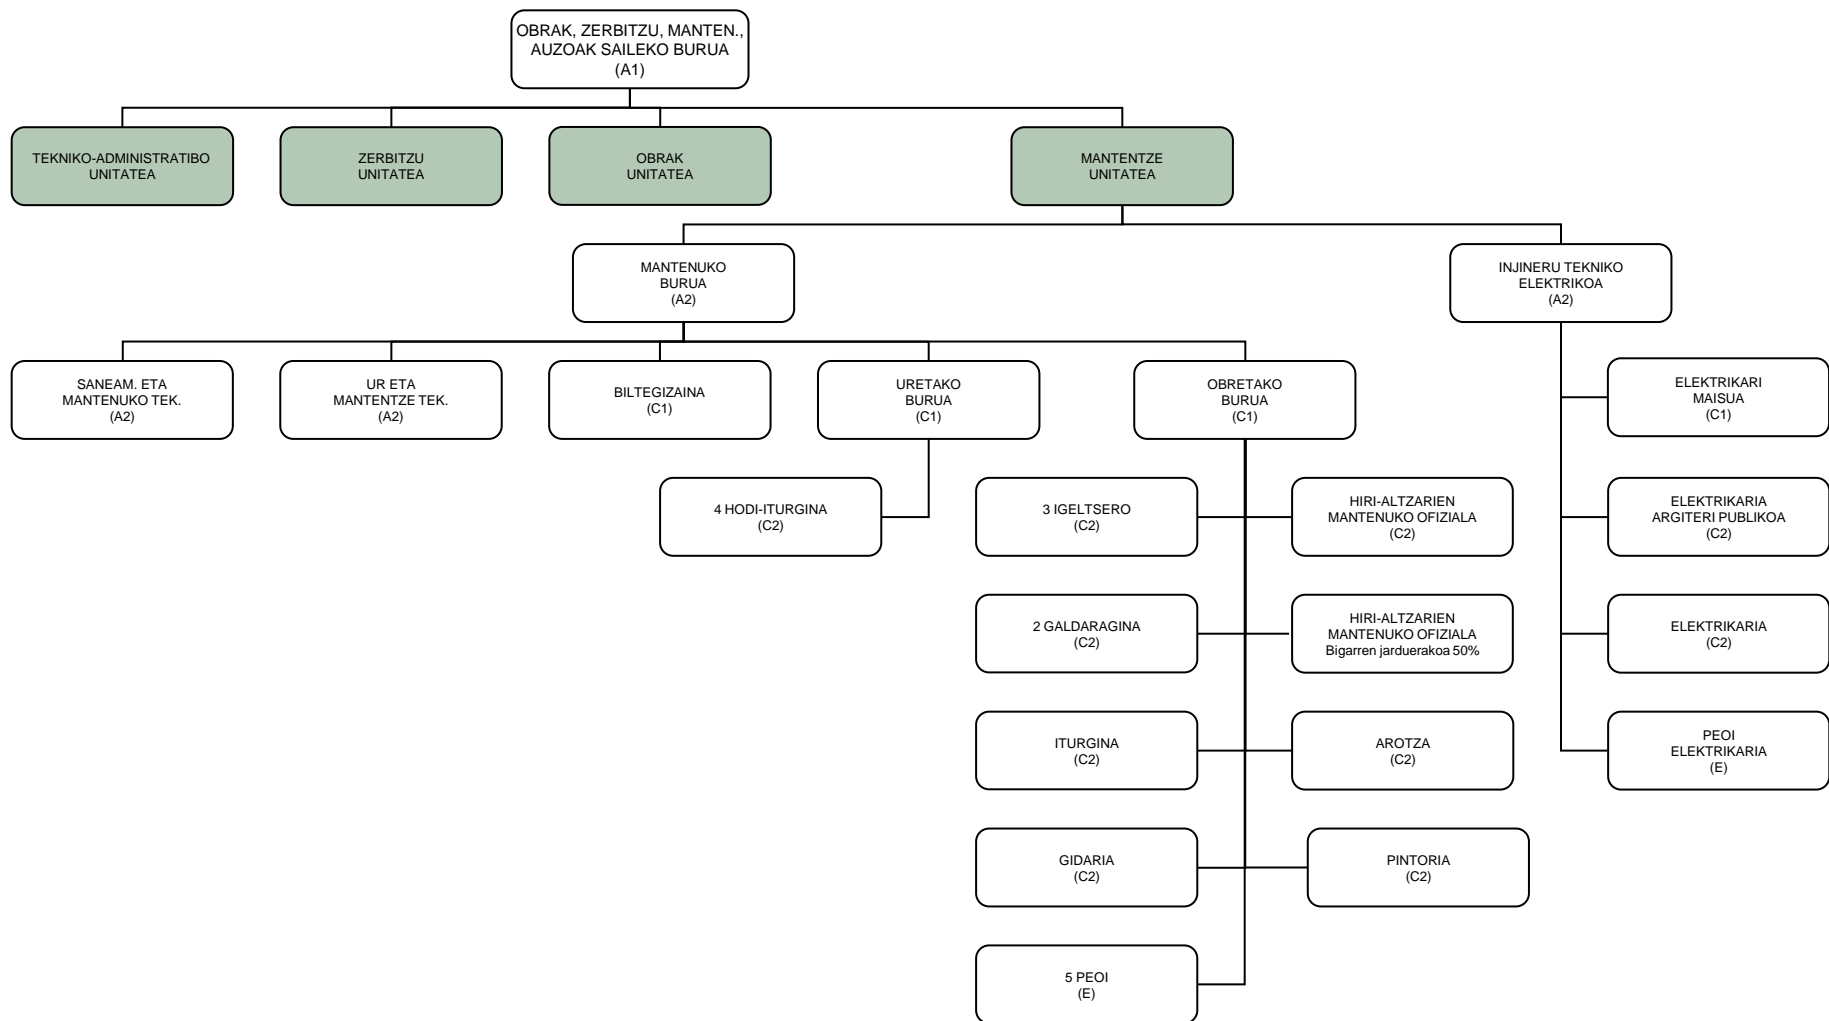 OBRAK, ZERBITZU, MANTEN.,
AUZOAK SAILEKO BURUA
(A1)
TEKNIKO-ADMINISTRATIBO
UNITATEA
ZERBITZU
UNITATEA
OBRAK
UNITATEA
MANTENTZE
UNITATEA
MANTENUKO
BURUA
(A2)
INJINERU TEKNIKO
ELEKTRIKOA
(A2)
SANEAM. ETA
MANTENUKO TEK.
(A2)
UR ETA
MANTENTZE TEK.
(A2)
BILTEGIZAINA
(C1)
URETAKO
BURUA
(C1)
OBRETAKO
BURUA
(C1)
ELEKTRIKARI
MAISUA
(C1)
4 HODI-ITURGINA
(C2)
3 IGELTSERO
(C2)
HIRI-ALTZARIEN
MANTENUKO OFIZIALA
(C2)
ELEKTRIKARIA
ARGITERI PUBLIKOA
(C2)
2 GALDARAGINA
(C2)
HIRI-ALTZARIEN
MANTENUKO OFIZIALA
Bigarren jarduerakoa 50%
ELEKTRIKARIA
(C2)
ITURGINA
(C2)
AROTZA
(C2)
PEOI
ELEKTRIKARIA
(E)
GIDARIA
(C2)
PINTORIA
(C2)
5 PEOI
(E)